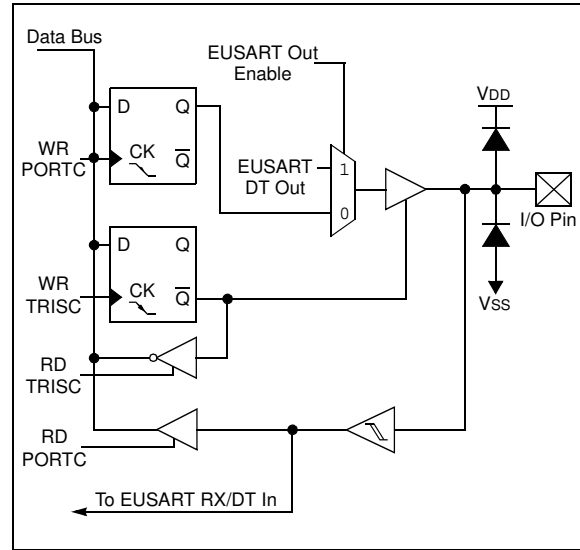 Data Bus
EUSART Out
Enable
VDD
D
Q
WR
PORTC
CK
Q
EUSART
DT Out
1
0
I/O Pin
D
Q
WR
TRISC
CK
Q
VSS
RD
TRISC
RD
PORTC
To EUSART RX/DT In